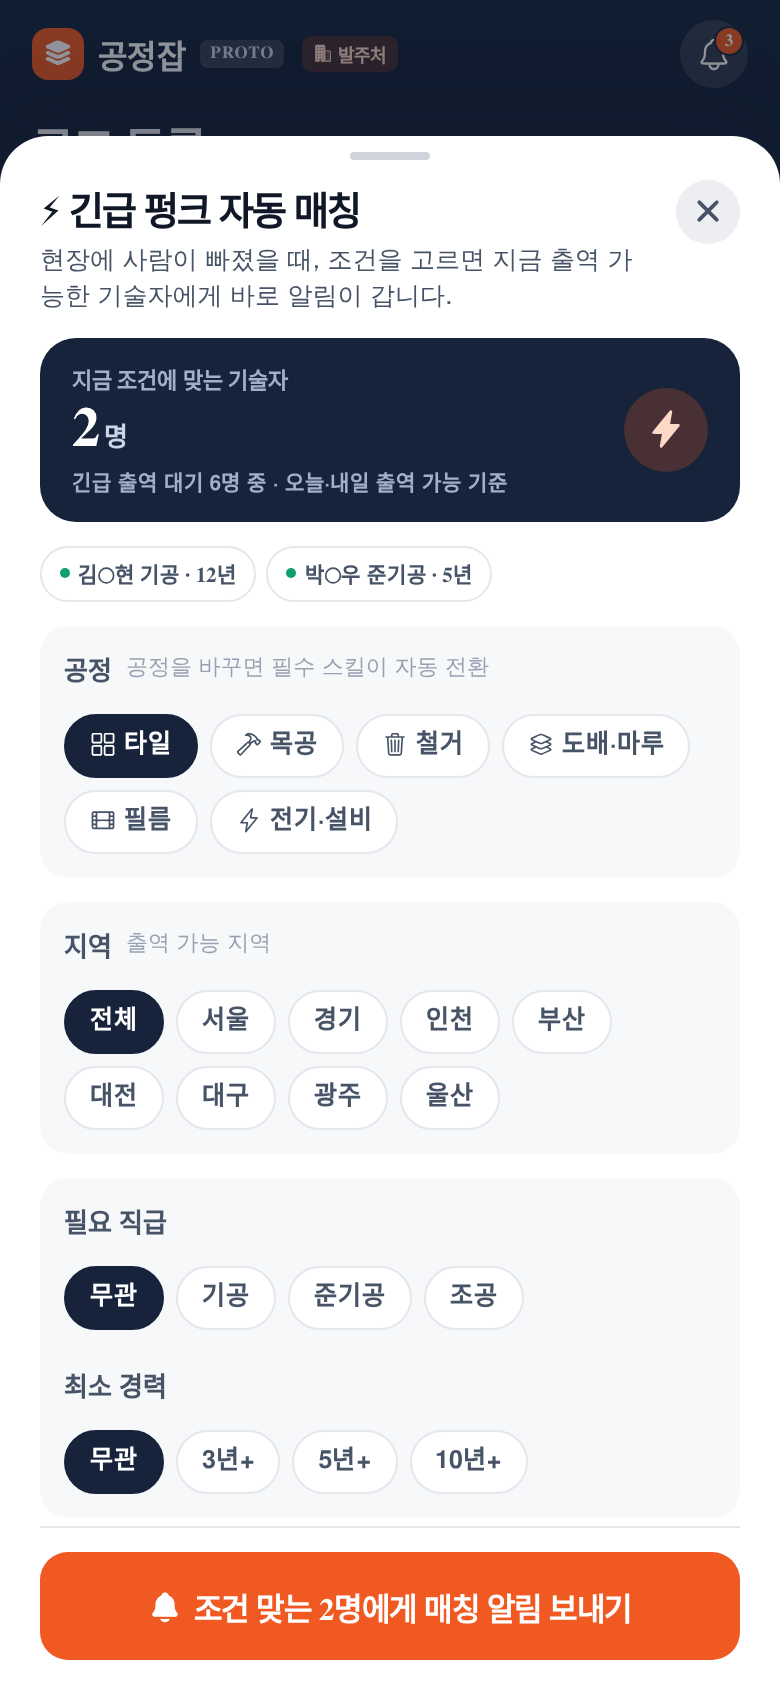 공정잡 PROTO 발주처 3
⚡ 긴급 펑크 자동 매칭
현장에 사람이 빠졌을 때, 조건을 고르면 지금 출역 가
능한 기술자에게 바로 알림이 갑니다.
지금 조건에 맞는 기술자
2명
긴급 출역 대기 6명 중 · 오늘·내일 출역 가능 기준
김○현 기공 · 12년 박○우 준기공 · 5년
공정 공정을 바꾸면 필수 스킬이 자동 전환
타일 목공 철거 도배·마루
필름 전기·설비
지역 출역 가능 지역
전체 서울 경기 인천 부산
대전 대구 광주 울산
필요 직급
무관 기공 준기공 조공
최소 경력
무관 3년+ 5년+ 10년+
조건 맞는 2명에게 매칭 알림 보내기